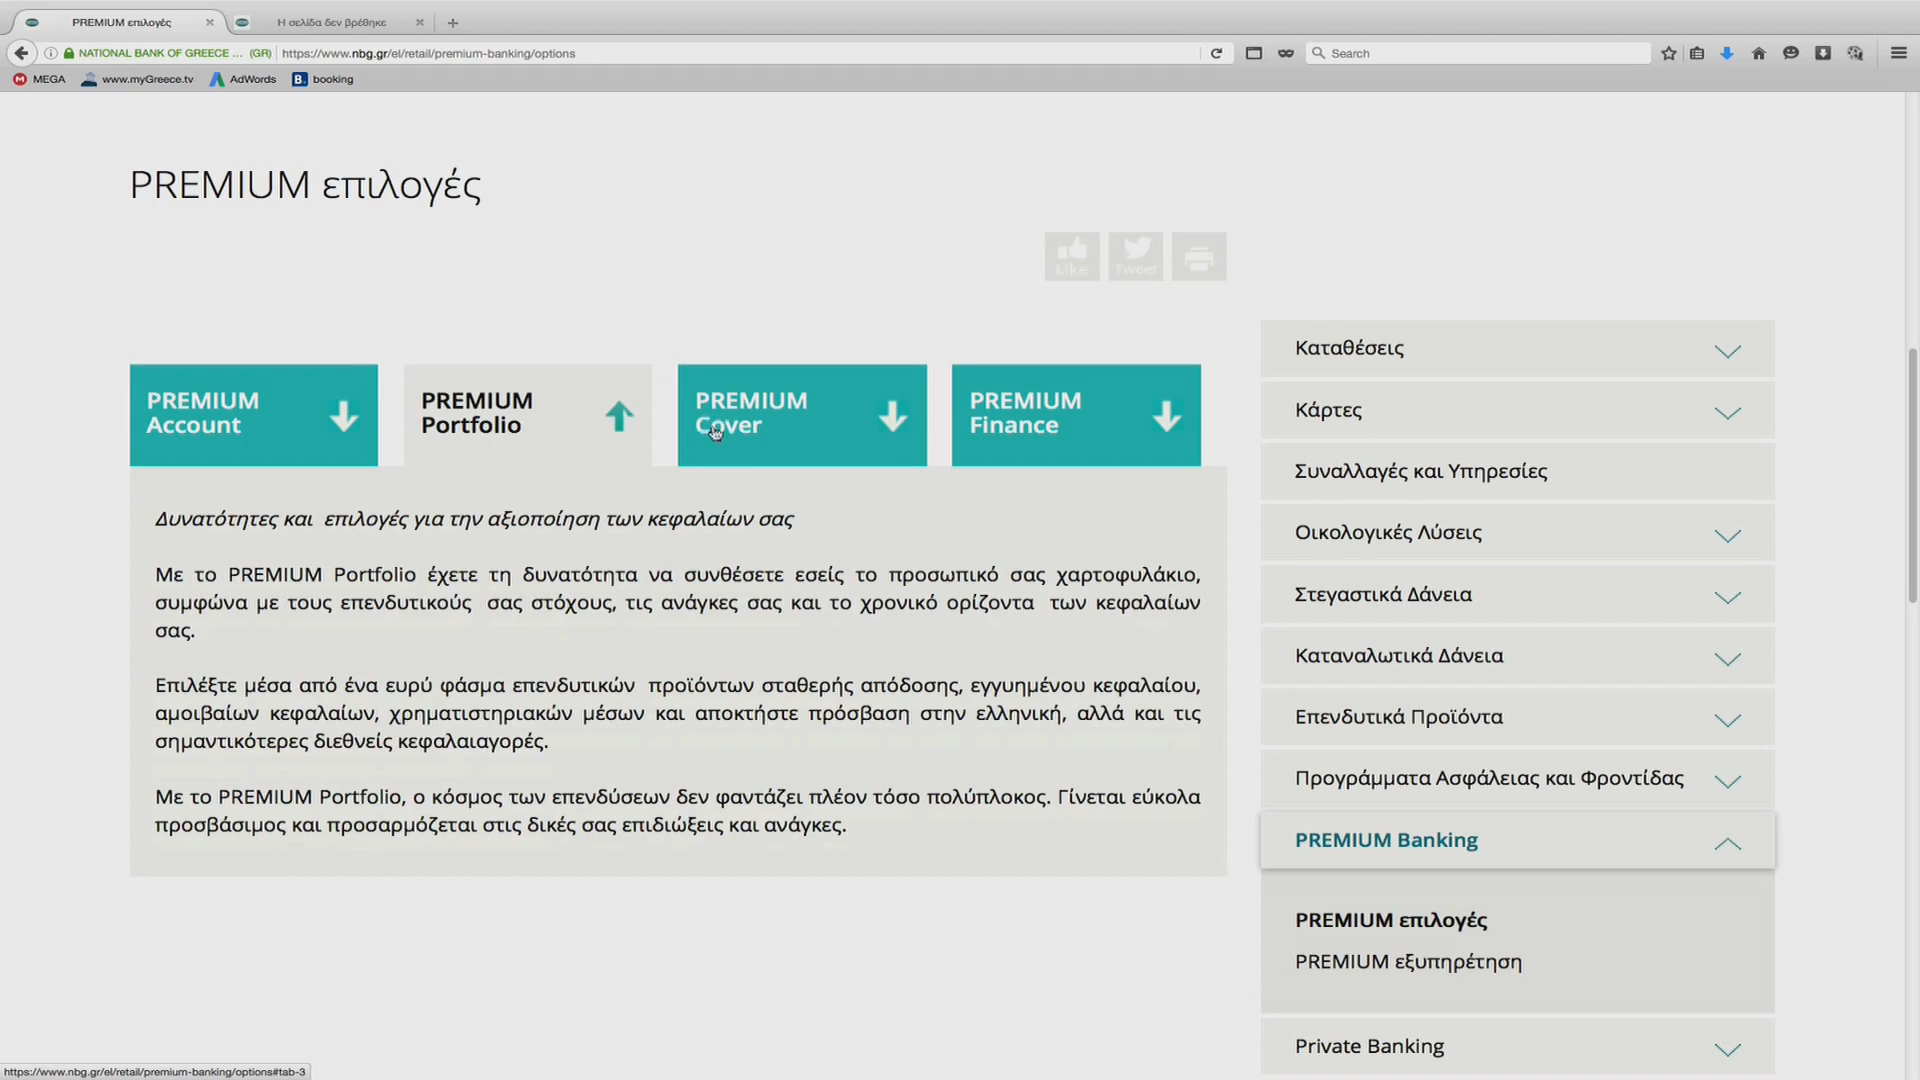 PREMIUM επιλογές
Η σελίδα δεν βρέθηκε
NATIONAL BANK OF GREECE ... (GR)
https://www.nbg.gr/el/retail/premium-banking/options
Search
MEGA
www.myGreece.tv
AdWords
B. booking
PREMIUM επιλογές
Like
Tweet
PREMIUM
Account
PREMIUM
Portfolio
PREMIUM
Cover
PREMIUM
Finance
Δυνατότητες και επιλογές για την αξιοποίηση των κεφαλαίων σας
Με το PREMIUM Portfolio έχετε τη δυνατότητα να συνθέσετε εσείς το προσωπικό σας χαρτοφυλάκιο,
συμφώνα με τους επενδυτικούς σας στόχους, τις ανάγκες σας και το χρονικό ορίζοντα των κεφαλαίων
σας.
Επιλέξτε μέσα από ένα ευρύ φάσμα επενδυτικών προϊόντων σταθερής απόδοσης, εγγυημένου κεφαλαίου,
αμοιβαίων κεφαλαίων, χρηματιστηριακών μέσων και αποκτήστε πρόσβαση στην ελληνική, αλλά και τις
σημαντικότερες διεθνείς κεφαλαιαγορές.
Με το PREMIUM Portfolio, ο κόσμος των επενδύσεων δεν φαντάζει πλέον τόσο πολύπλοκος. Γίνεται εύκολα
προσβάσιμος και προσαρμόζεται στις δικές σας επιδιώξεις και ανάγκες.
Καταθέσεις
Κάρτες
Συναλλαγές και Υπηρεσίες
Οικολογικές Λύσεις
Στεγαστικά Δάνεια
Καταναλωτικά Δάνεια
Επενδυτικά Προϊόντα
Προγράμματα Ασφάλειας και Φροντίδας
PREMIUM Banking
PREMIUM επιλογές
PREMIUM εξυπηρέτηση
Private Banking
https://www.nbg.gr/el/retail/premium-banking/options#tab-3